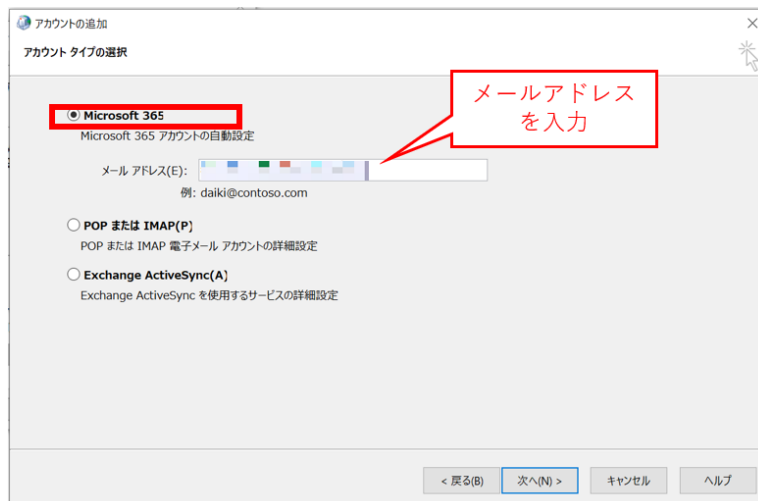 アカウントの追加
アカウント タイプの選択
メールアドレス
を入力
Microsoft 365
Microsoft 365 アカウントの自動設定
メール アドレス(E):
例: daiki@contoso.com
POP または IMAP(P)
POP または IMAP 電子メール アカウントの詳細設定
Exchange ActiveSync(A)
Exchange ActiveSync を使用するサービスの詳細設定
< 戻る(B) 次へ(N) > キャンセル ヘルプ